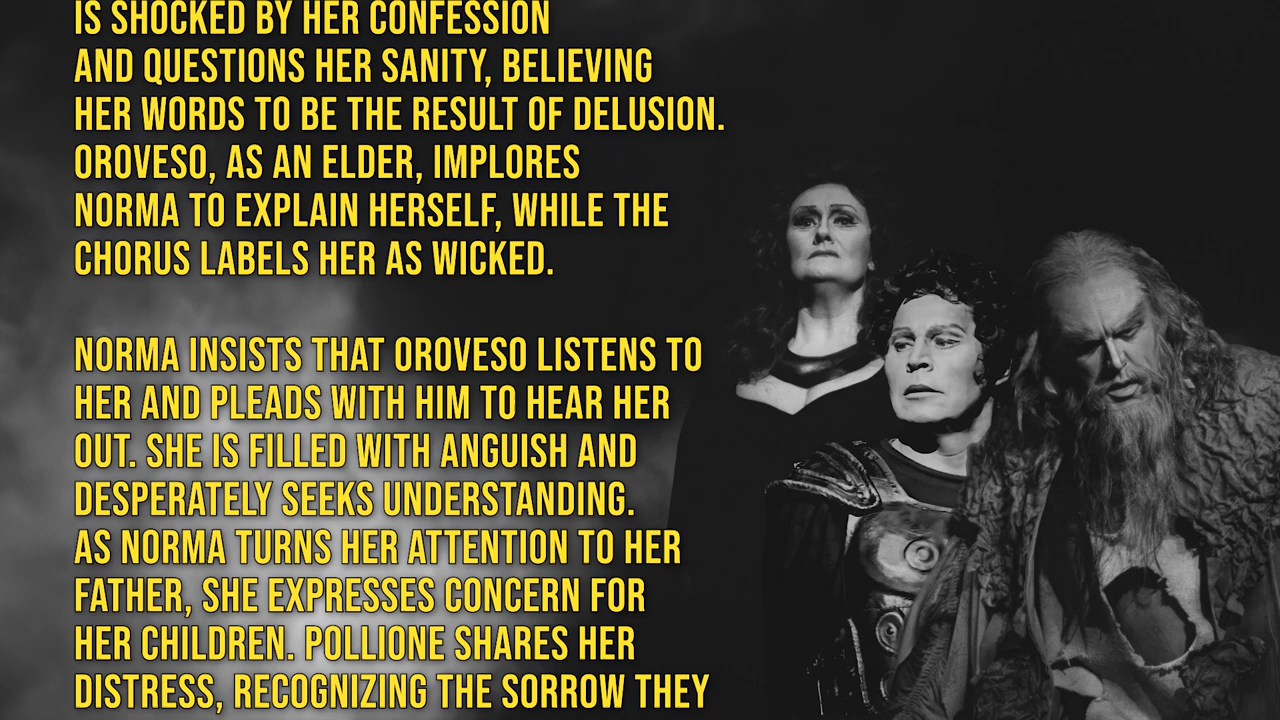 IS SHOCKED BY HER CONFESSION
AND QUESTIONS HER SANITY, BELIEVING
HER WORDS TO BE THE RESULT OF DELUSION.
OROVESO, AS AN ELDER, IMPLORES
NORMA TO EXPLAIN HERSELF, WHILE THE
CHORUS LABELS HER AS WICKED.
NORMA INSISTS THAT OROVESO LISTENS TO
HER AND PLEADS WITH HIM TO HEAR HER
OUT. SHE IS FILLED WITH ANGUISH AND
DESPERATELY SEEKS UNDERSTANDING.
AS NORMA TURNS HER ATTENTION TO HER
FATHER, SHE EXPRESSES CONCERN FOR
HER CHILDREN. POLLIONE SHARES HER
DISTRESS, RECOGNIZING THE SORROW THEY